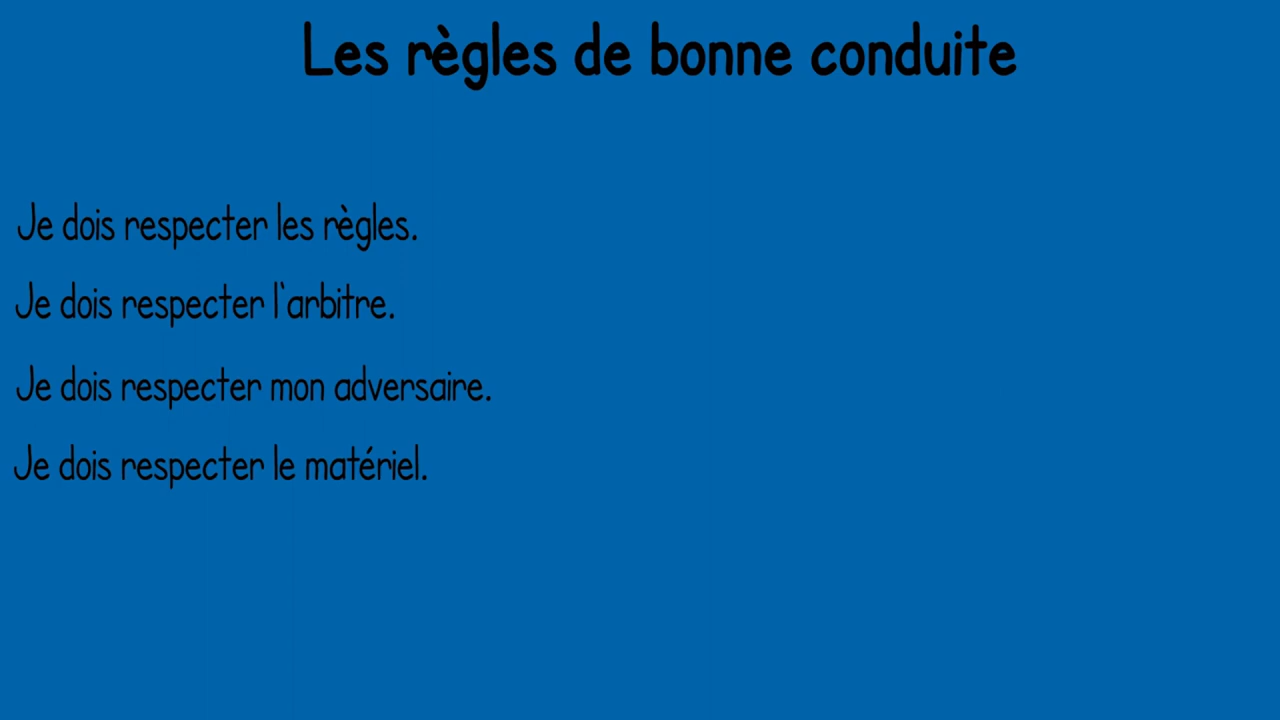 Les règles de bonne conduite
Je dois respecter les règles.
Je dois respecter l'arbitre.
Je dois respecter mon adversaire.
Je dois respecter le matériel.